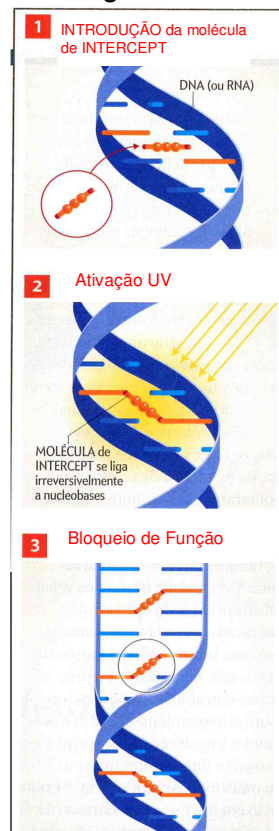 1
INTRODUÇÃO da molécula
de INTERCEPT
DNA (ou RNA)
2
Ativação UV
MOLÉCULA de
INTERCEPT se liga
irreversivelmente
a nucleobases
3
Bloqueio de Função